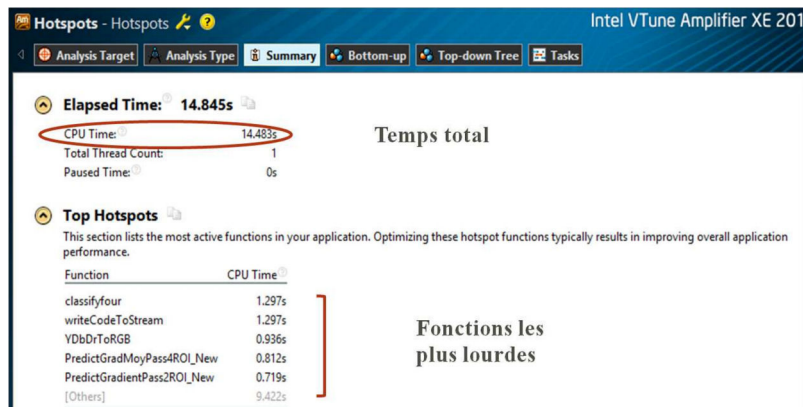 Hotspots - Hotspots
Intel VTune Amplifier XE 201
Analysis Target Analysis Type Summary Bottom-up Top-down Tree Tasks
Elapsed Time: 14.845s
CPU Time: 14.483s
Temps total
Total Thread Count: 1
Paused Time: 0s
Top Hotspots
This section lists the most active functions in your application. Optimizing these hotspot functions typically results in improving overall application
performance.
Function CPU Time
classifyfour 1.297s
writeCodeToStream 1.297s
YDbDrToRGB 0.936s
Fonctions les
plus lourdes
PredictGradMoyPass4ROI_New 0.812s
PredictGradientPass2ROI_New 0.719s
[Others] 9.422s